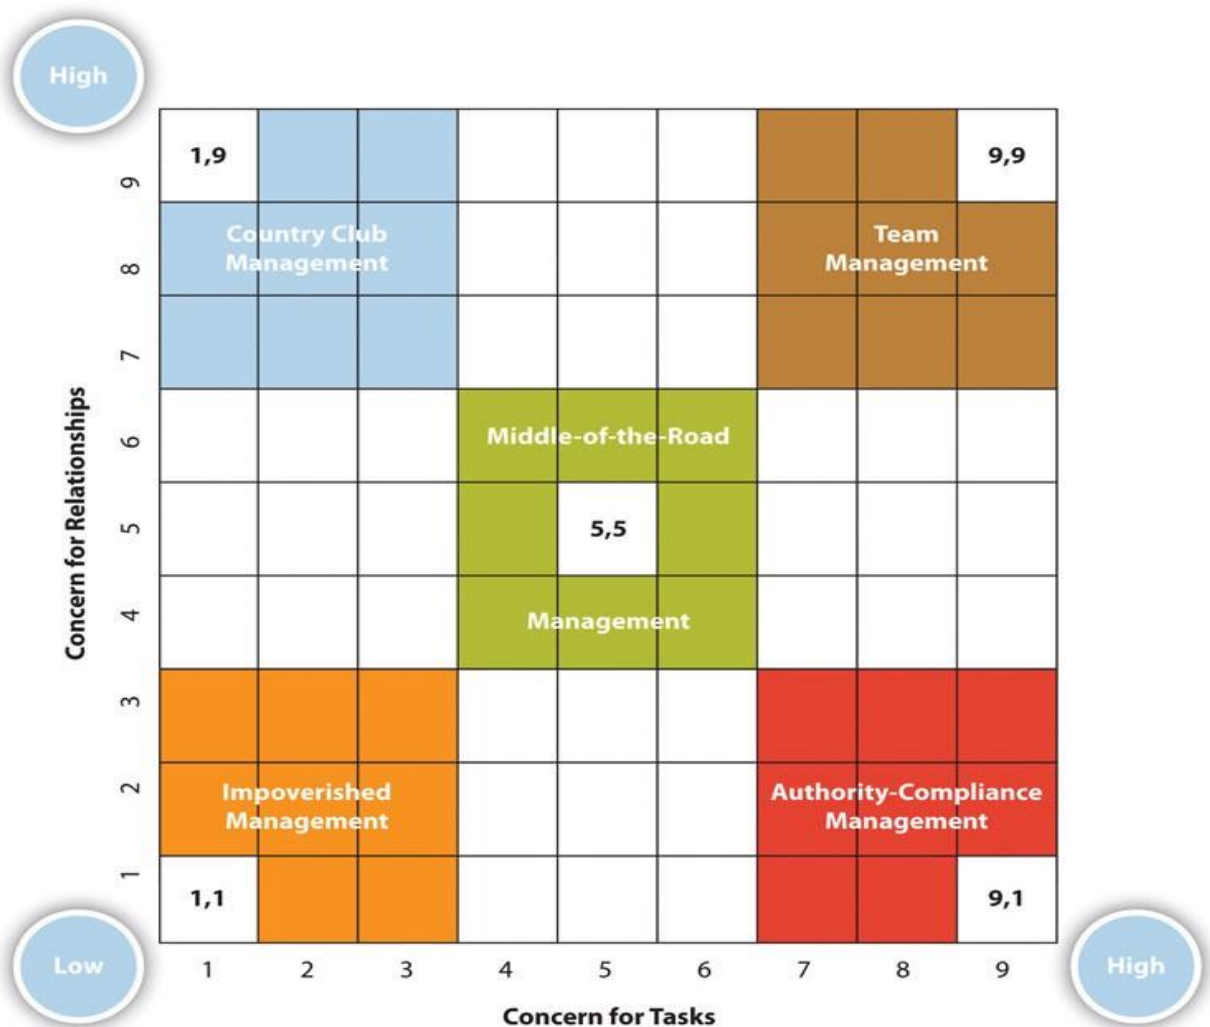 High
1,9
9,9
9
Country Club
Management
Team
Management
8
7
Concern for Relationships
Middle-of-the-Road
6
5,5
5
Management
4
3
Impoverished
Management
Authority-Compliance
Management
2
1
1,1
9,1
Low
1 2 3 4 5 6 7 8 9
High
Concern for Tasks